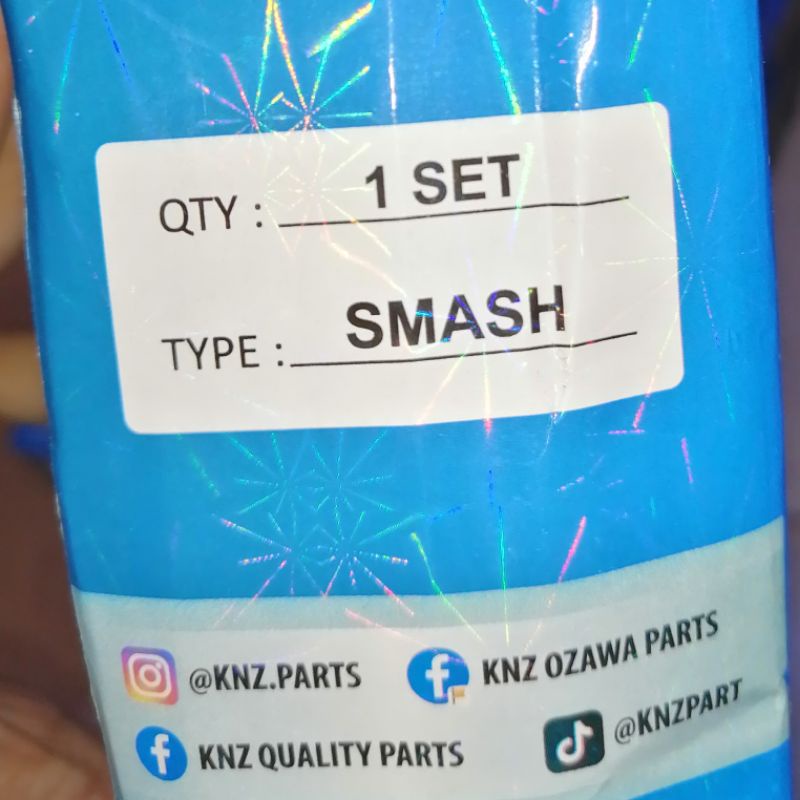 QTY : 1 SET
TYPE : SMASH
@KNZ.PARTS
KNZ OZAWA PARTS
KNZ QUALITY PARTS
@KNZPART